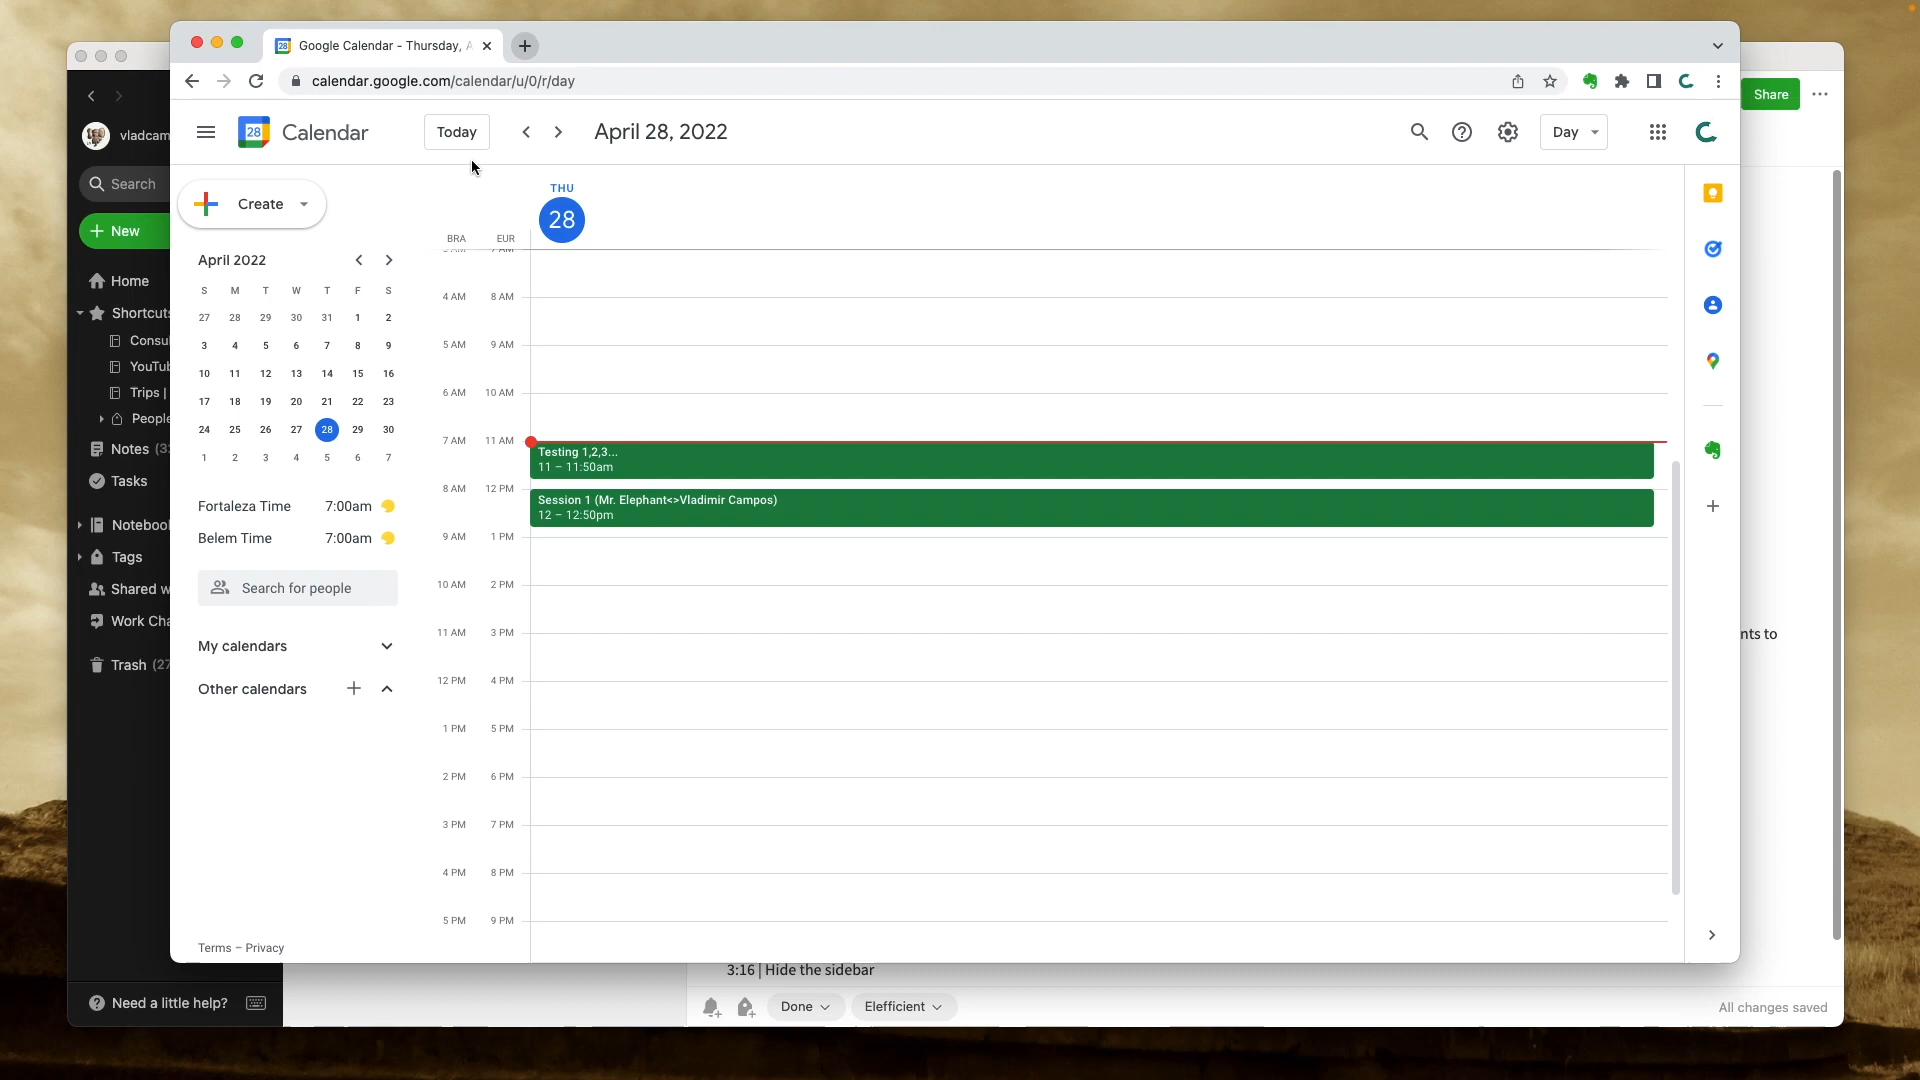 Google Calendar - Thursday, A
calendar.google.com/calendar/u/0/r/day
Share
vladcam
Search
New
Home
Shortcuts
Consul
YouTub
Trips |
People
Notes (33
Tasks
Notebool
Tags
Shared w
Work Cha
Trash (27
Need a little help?
28 Calendar
Today
April 28, 2022
Day
Create
April 2022
S M T W T F S
27 28 29 30 31 1 2
3 4 5 6 7 8 9
10 11 12 13 14 15 16
17 18 19 20 21 22 23
24 25 26 27 28 29 30
1 2 3 4 5 6 7
Fortaleza Time 7:00am
Belem Time 7:00am
Search for people
My calendars
Other calendars
Terms – Privacy
THU
28
BRA EUR
4 AM 8 AM
5 AM 9 AM
6 AM 10 AM
7 AM 11 AM
Testing 1,2,3...
11 – 11:50am
8 AM 12 PM
Session 1 (Mr. Elephant<>Vladimir Campos)
12 – 12:50pm
9 AM 1 PM
10 AM 2 PM
11 AM 3 PM
12 PM 4 PM
1 PM 5 PM
2 PM 6 PM
3 PM 7 PM
4 PM 8 PM
5 PM 9 PM
nts to
3:16 | Hide the sidebar
Done
Elefficient
All changes saved